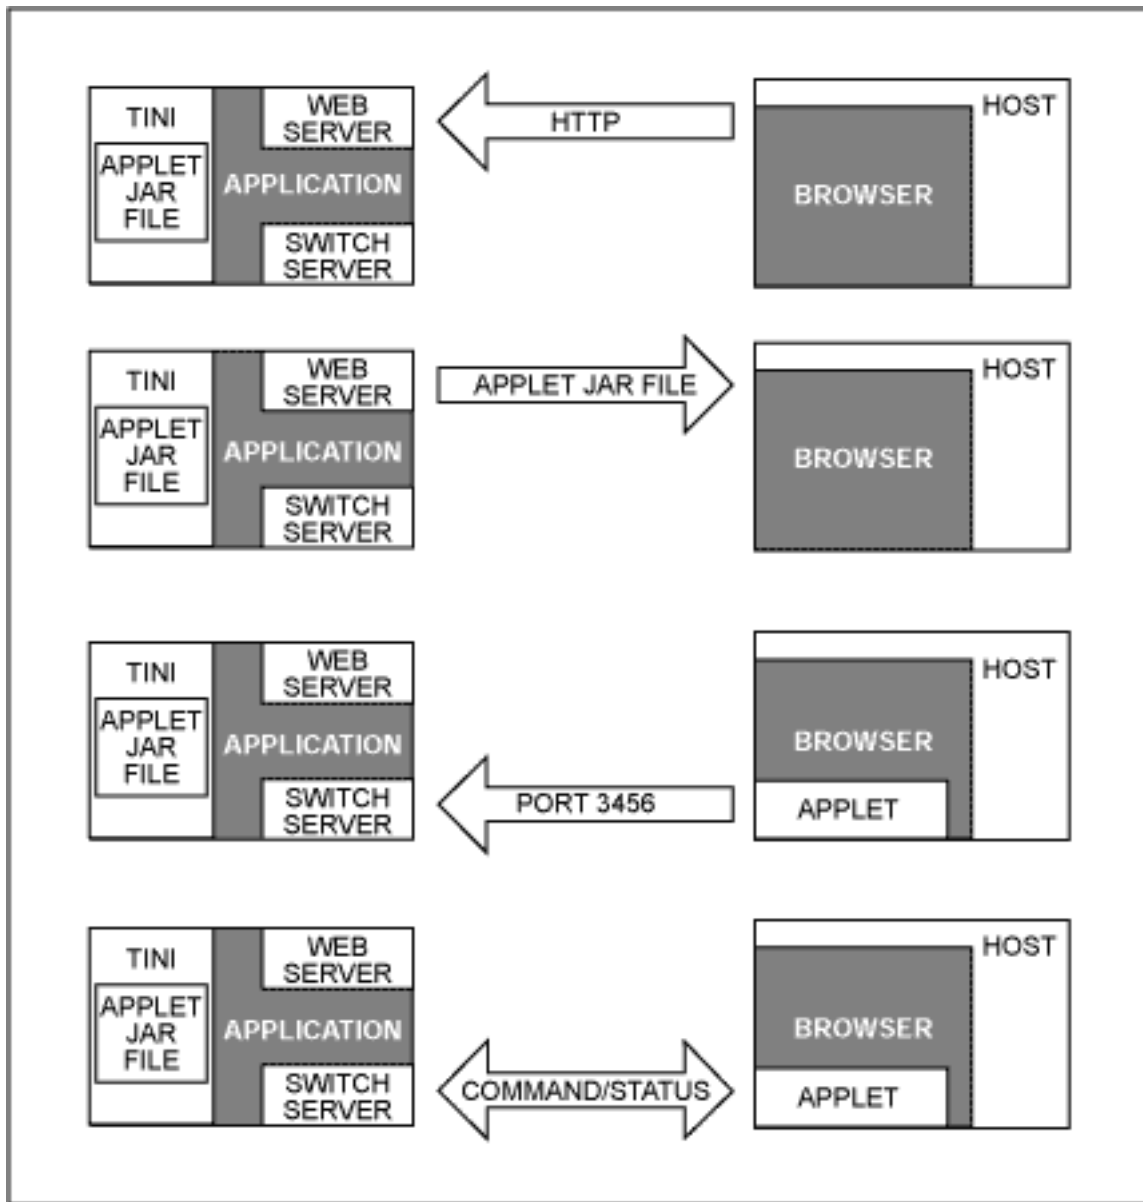 TINI
APPLET
JAR
FILE
APPLICATION
WEB
SERVER
SWITCH
SERVER
HTTP
BROWSER
HOST
TINI
APPLET
JAR
FILE
APPLICATION
WEB
SERVER
SWITCH
SERVER
APPLET JAR FILE
BROWSER
HOST
TINI
APPLET
JAR
FILE
APPLICATION
WEB
SERVER
SWITCH
SERVER
PORT 3456
BROWSER
APPLET
HOST
TINI
APPLET
JAR
FILE
APPLICATION
WEB
SERVER
SWITCH
SERVER
COMMAND/STATUS
BROWSER
APPLET
HOST